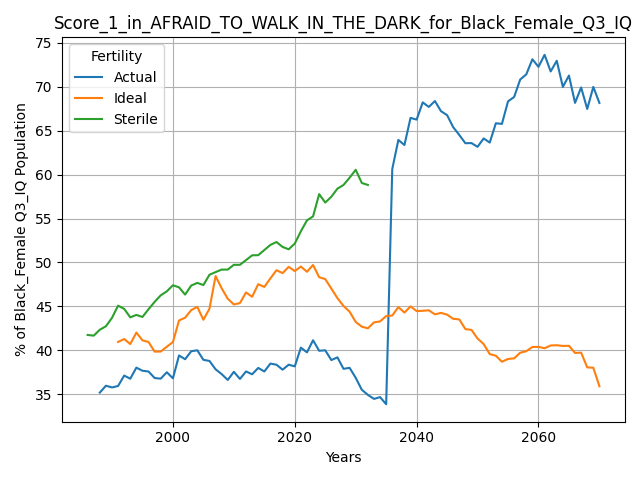 Score_1_in_AFRAID_TO_WALK_IN_THE_DARK_for_Black_Female_Q3_IQ
Fertility
Actual
Ideal
Sterile
% of Black_Female Q3_IQ Population
75
70
65
60
55
50
45
40
35
2000
2020
2040
2060
Years